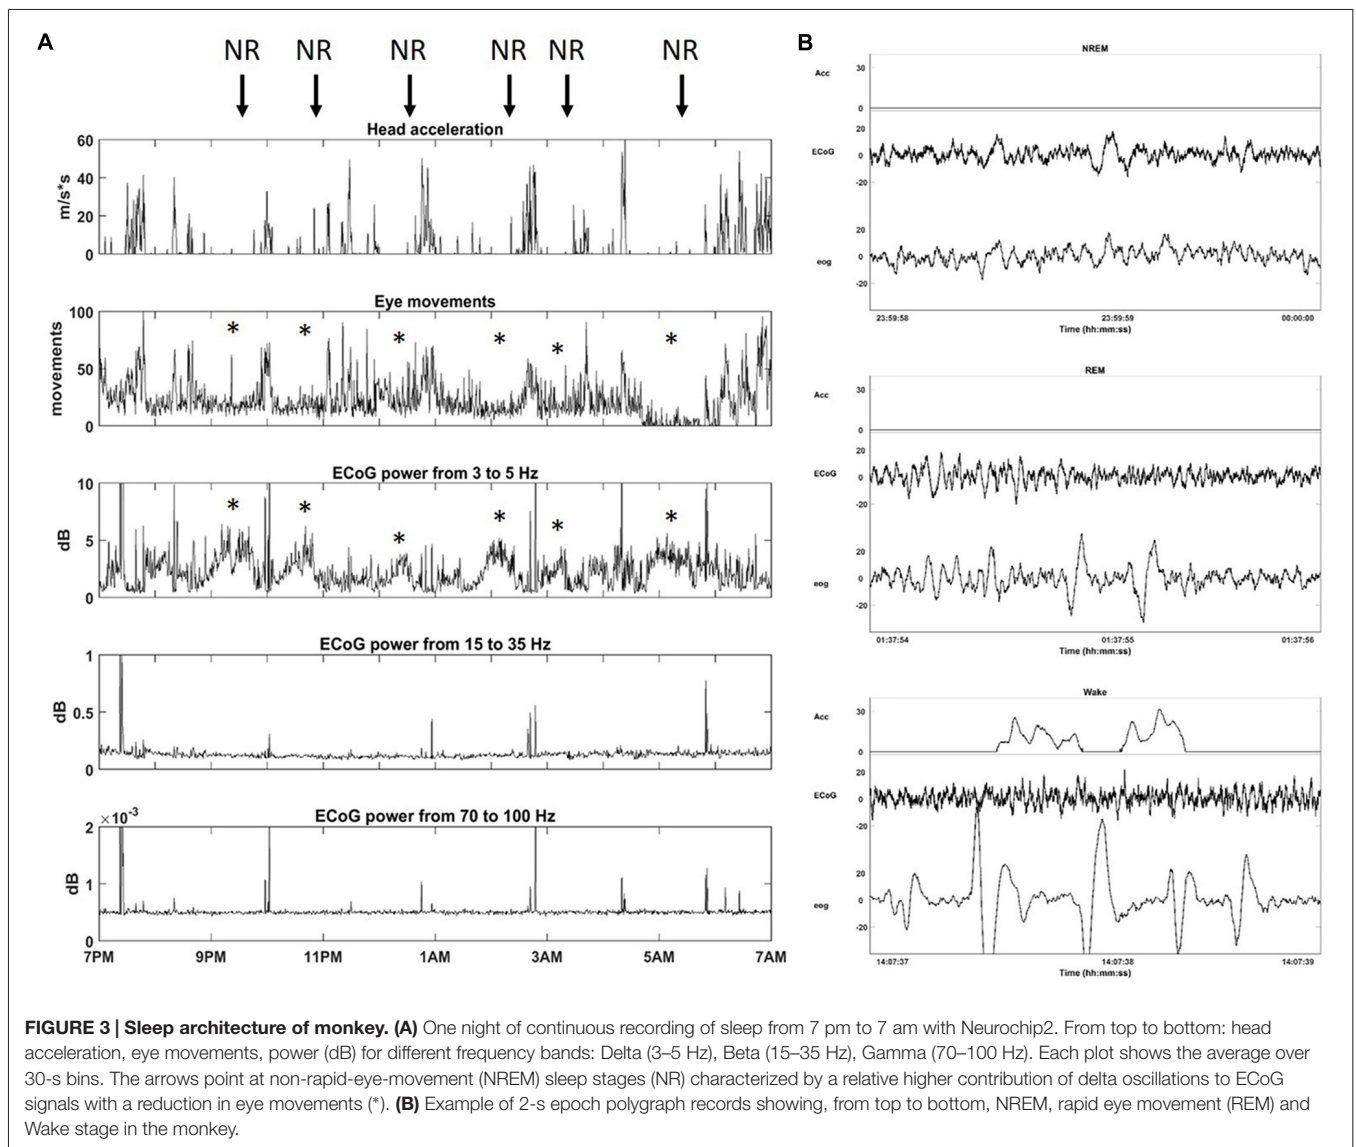 A
NR NR NR NR NR NR
Head acceleration
60
40
20
0
m/s*s
Eye movements
100
50
0
movements
* * * * * *
ECoG power from 3 to 5 Hz
10
5
0
dB
* * * * * *
ECoG power from 15 to 35 Hz
1
0.5
0
dB
ECoG power from 70 to 100 Hz
×10-3
2
1
0
dB
7PM 9PM 11PM 1AM 3AM 5AM 7AM
B
NREM
Acc
30
0
ECoG
20
0
-20
eog
20
0
-20
23:59:58 23:59:59 00:00:00
Time (hh:mm:ss)
REM
Acc
30
0
ECoG
20
0
-20
eog
20
0
-20
01:37:54 01:37:55 01:37:56
Time (hh:mm:ss)
Wake
Acc
30
0
ECoG
20
0
-20
eog
20
0
-20
14:07:37 14:07:38 14:07:39
Time (hh:mm:ss)
FIGURE 3 | Sleep architecture of monkey. (A) One night of continuous recording of sleep from 7 pm to 7 am with Neurochip2. From top to bottom: head
acceleration, eye movements, power (dB) for different frequency bands: Delta (3–5 Hz), Beta (15–35 Hz), Gamma (70–100 Hz). Each plot shows the average over
30-s bins. The arrows point at non-rapid-eye-movement (NREM) sleep stages (NR) characterized by a relative higher contribution of delta oscillations to ECoG
signals with a reduction in eye movements (*). (B) Example of 2-s epoch polygraph records showing, from top to bottom, NREM, rapid eye movement (REM) and
Wake stage in the monkey.